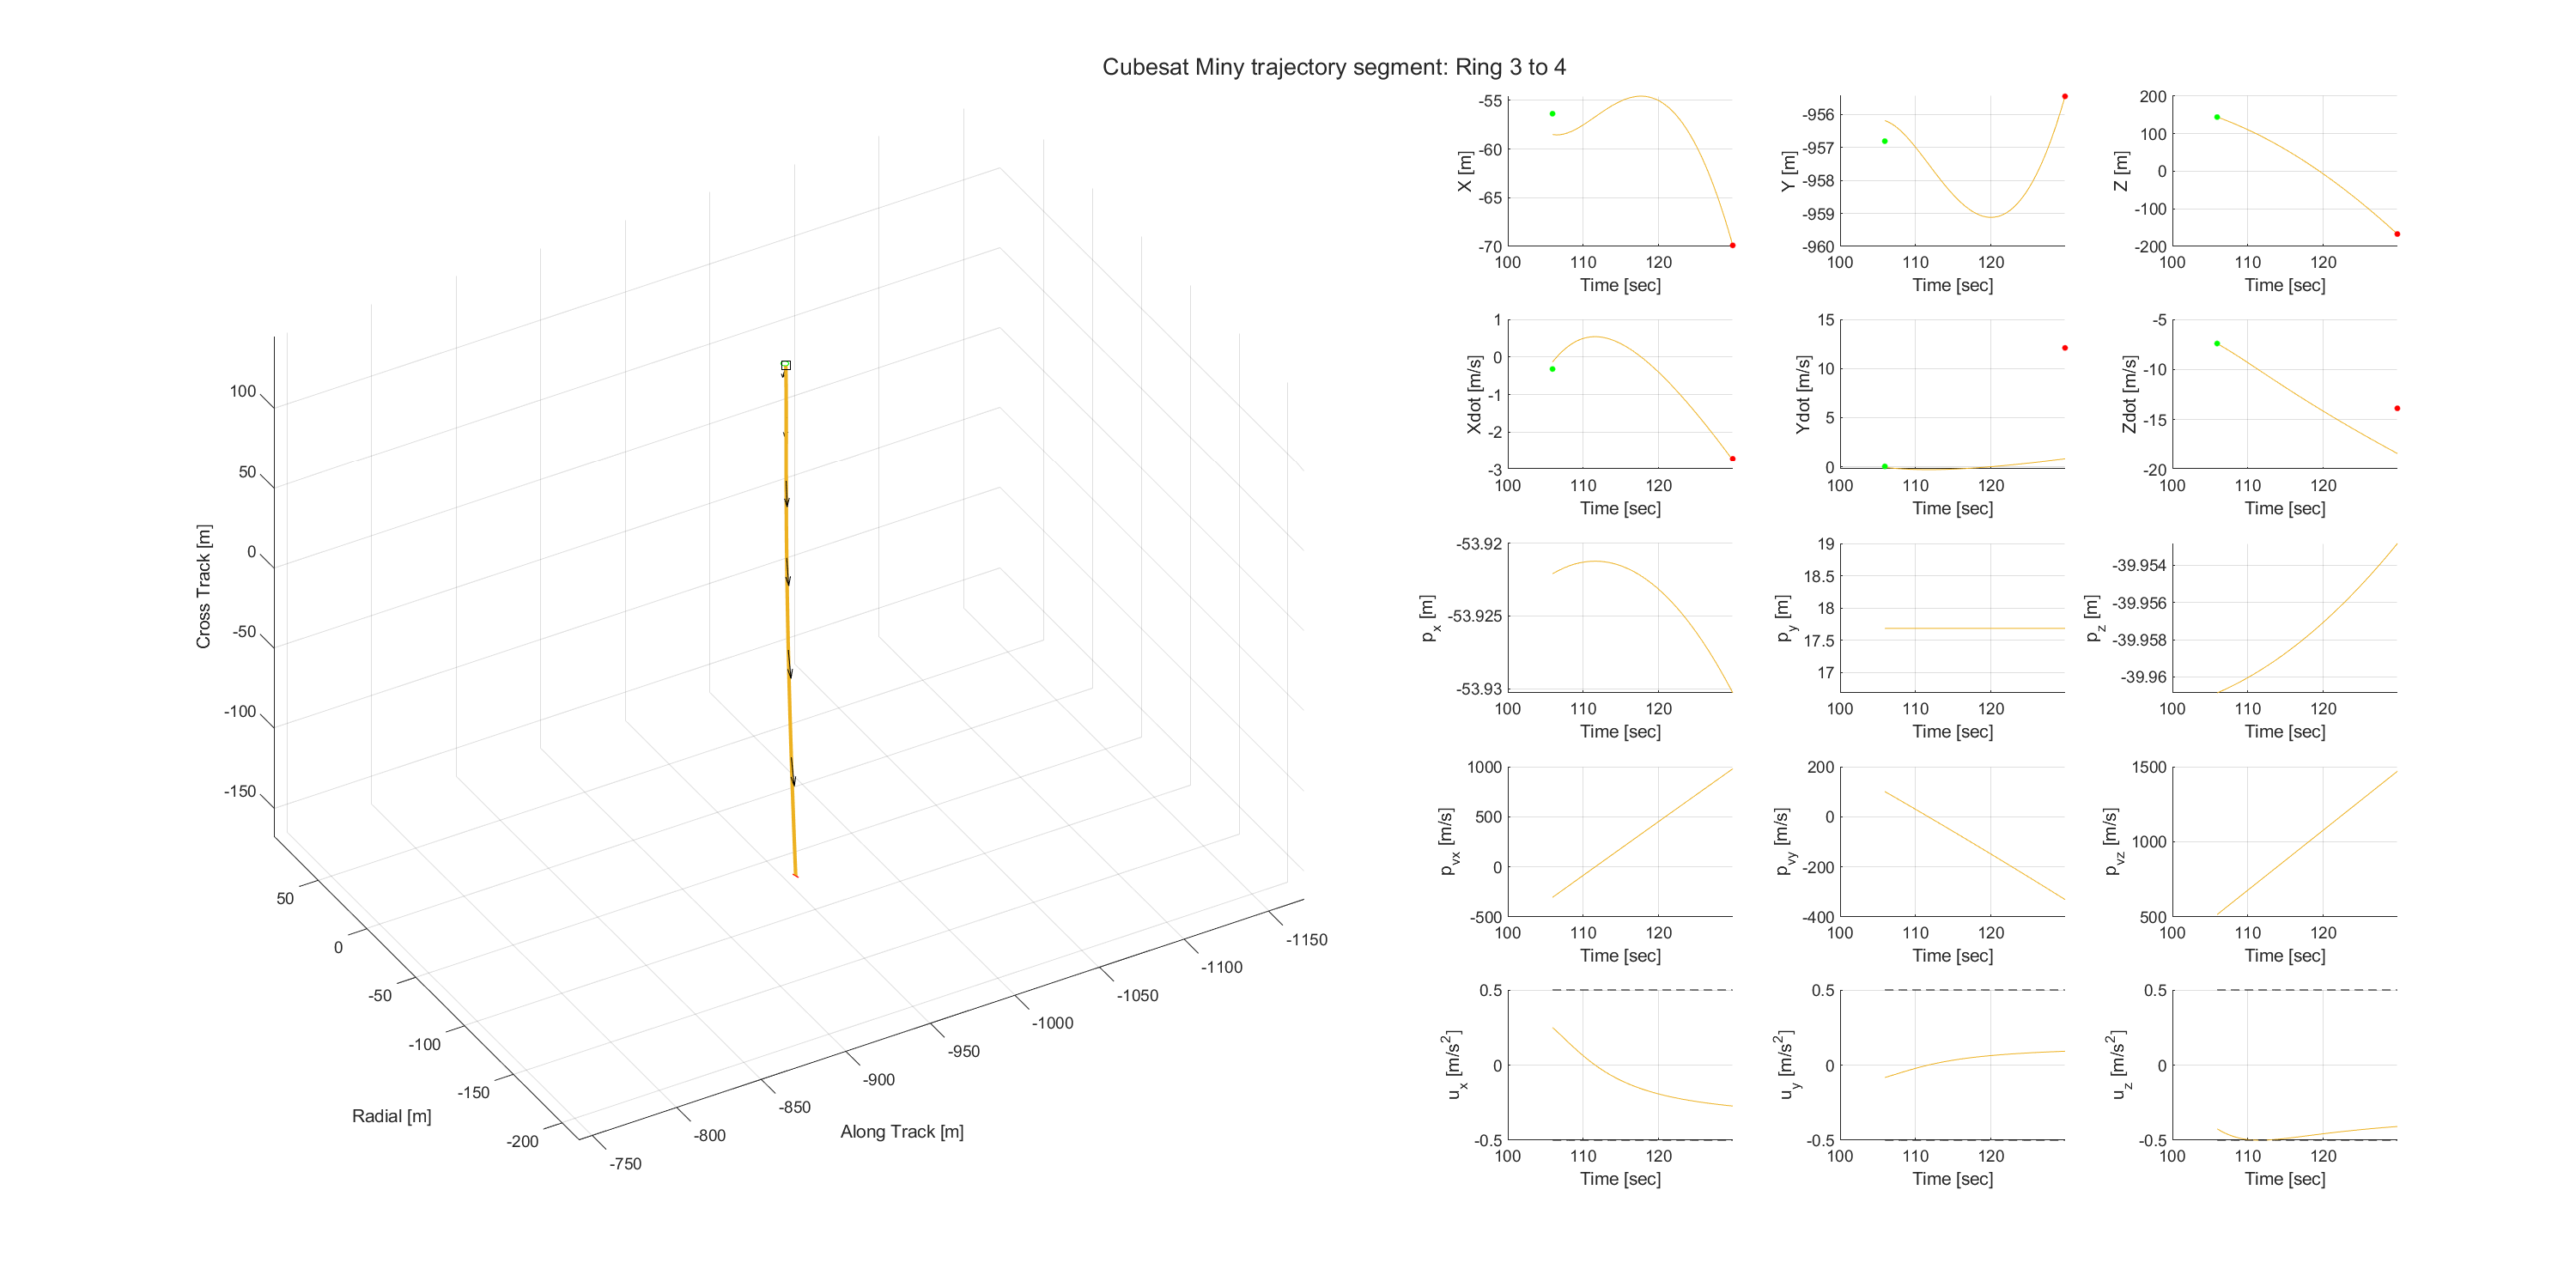 Cubesat Miny trajectory segment: Ring 3 to 4
Cross Track [m]
100
50
0
-50
-100
-150
Radial [m]
50
0
-50
-100
-150
-200
Along Track [m]
-750
-800
-850
-900
-950
-1000
-1050
-1100
-1150
X [m]
-55
-60
-65
-70
100 110 120
Time [sec]
Y [m]
-956
-957
-958
-959
-960
100 110 120
Time [sec]
Z [m]
200
100
0
-100
-200
100 110 120
Time [sec]
Xdot [m/s]
1
0
-1
-2
-3
100 110 120
Time [sec]
Ydot [m/s]
15
10
5
0
100 110 120
Time [sec]
Zdot [m/s]
-5
-10
-15
-20
100 110 120
Time [sec]
p_x [m]
-53.92
-53.925
-53.93
100 110 120
Time [sec]
p_y [m]
19
18.5
18
17.5
17
100 110 120
Time [sec]
p_z [m]
-39.954
-39.956
-39.958
-39.96
100 110 120
Time [sec]
p_vx [m/s]
1000
500
0
-500
100 110 120
Time [sec]
p_vy [m/s]
200
0
-200
-400
100 110 120
Time [sec]
p_vz [m/s]
1500
1000
500
100 110 120
Time [sec]
u_x [m/s²]
0.5
0
-0.5
100 110 120
Time [sec]
u_y [m/s²]
0.5
0
-0.5
100 110 120
Time [sec]
u_z [m/s²]
0.5
0
-0.5
100 110 120
Time [sec]